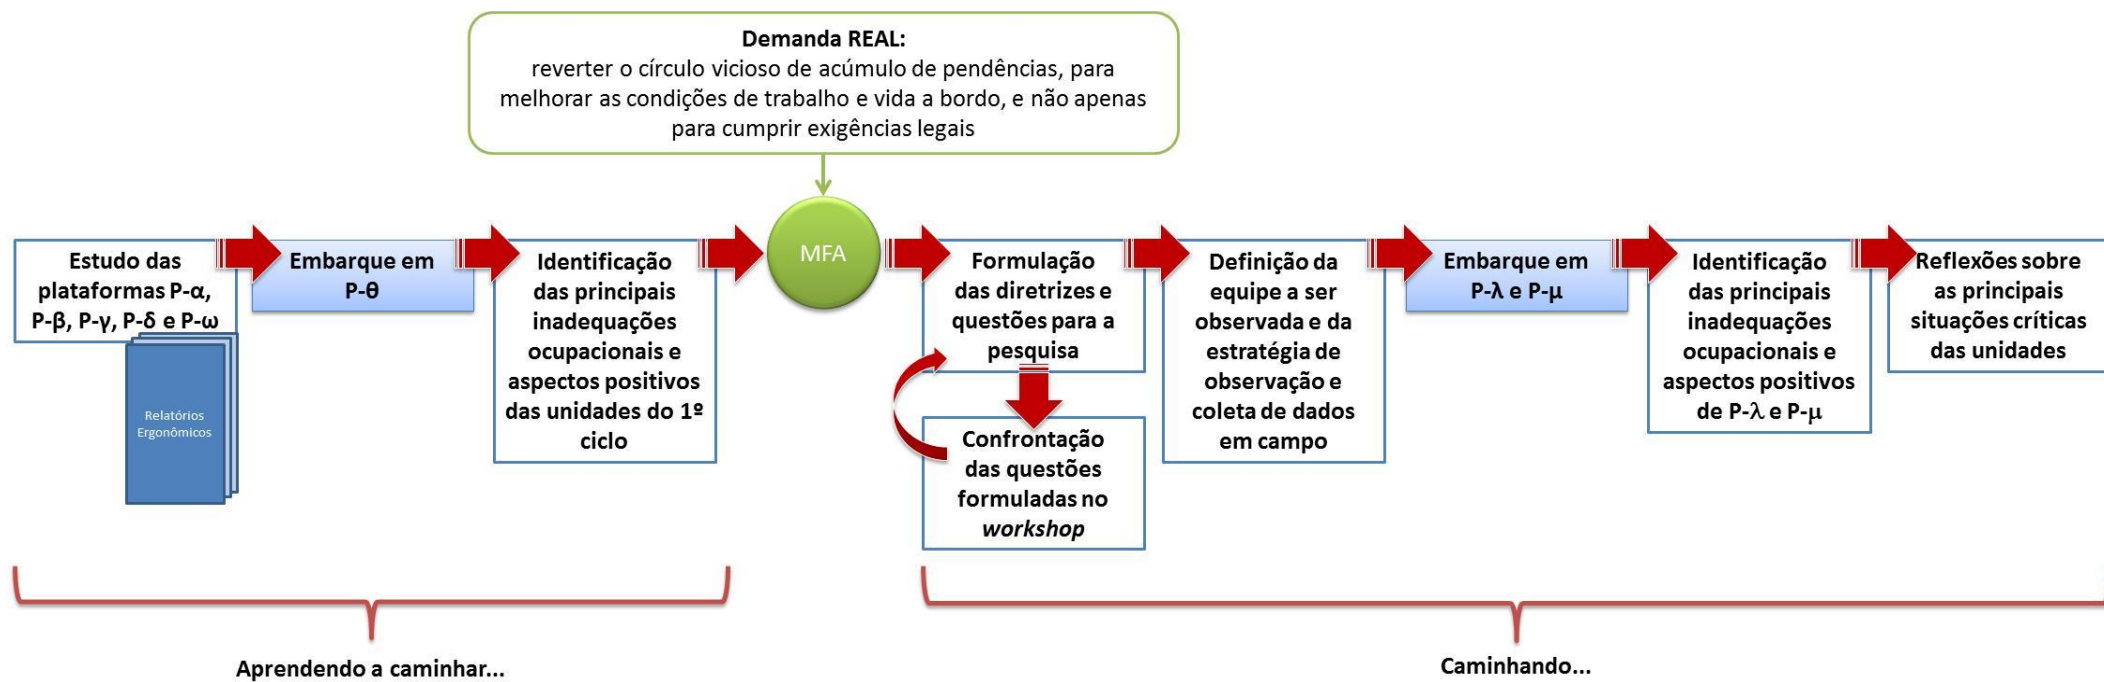 Demanda REAL:
reverter o círculo vicioso de acúmulo de pendências, para
melhorar as condições de trabalho e vida a bordo, e não apenas
para cumprir exigências legais
Estudo das
plataformas P-α,
P-β, P-γ, P-δ e P-ω
Relatórios
Ergonômicos
Embarque em
P-θ
Identificação
das principais
inadequações
ocupacionais e
aspectos positivos
das unidades do 1º
ciclo
MFA
Formulação
das diretrizes e
questões para a
pesquisa
Confrontação
das questões
formuladas no
workshop
Definição da
equipe a ser
observada e da
estratégia de
observação e
coleta de dados
em campo
Embarque em
P-λ e P-μ
Identificação
das principais
inadequações
ocupacionais e
aspectos positivos
de P-λ e P-μ
Reflexões sobre
as principais
situações críticas
das unidades
Aprendendo a caminhar...
Caminhando...